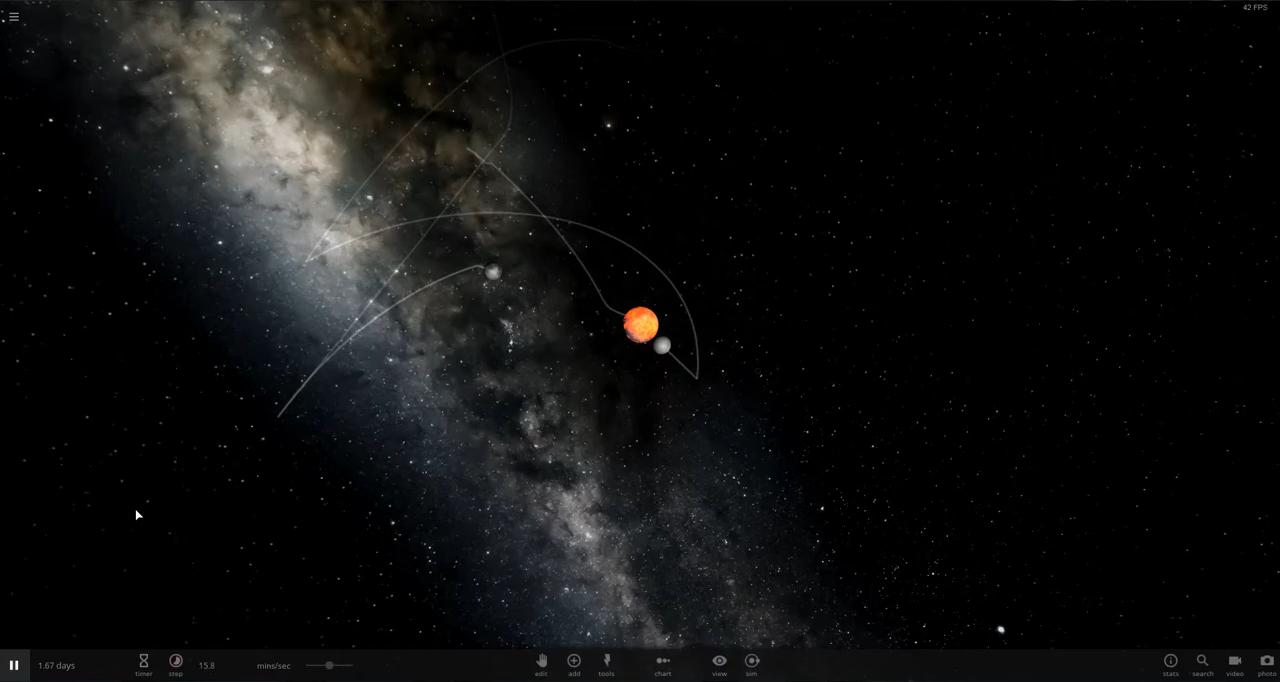 42 FPS
1.67 days
timer
step
15.8
mins/sec
edit
add
tools
chart
view
sim
stats
search
video
photo